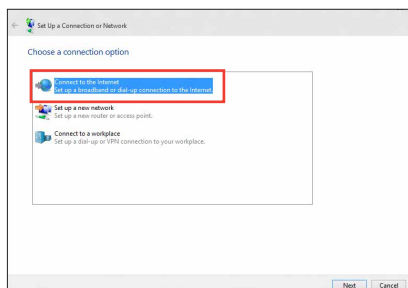 Set Up a Connection or Network
Choose a connection option
Connect to the Internet
Set up a broadband or dial-up connection to the Internet.
Set up a new network
Set up a new router or access point.
Connect to a workplace
Set up a dial-up or VPN connection to your workplace.
Next Cancel